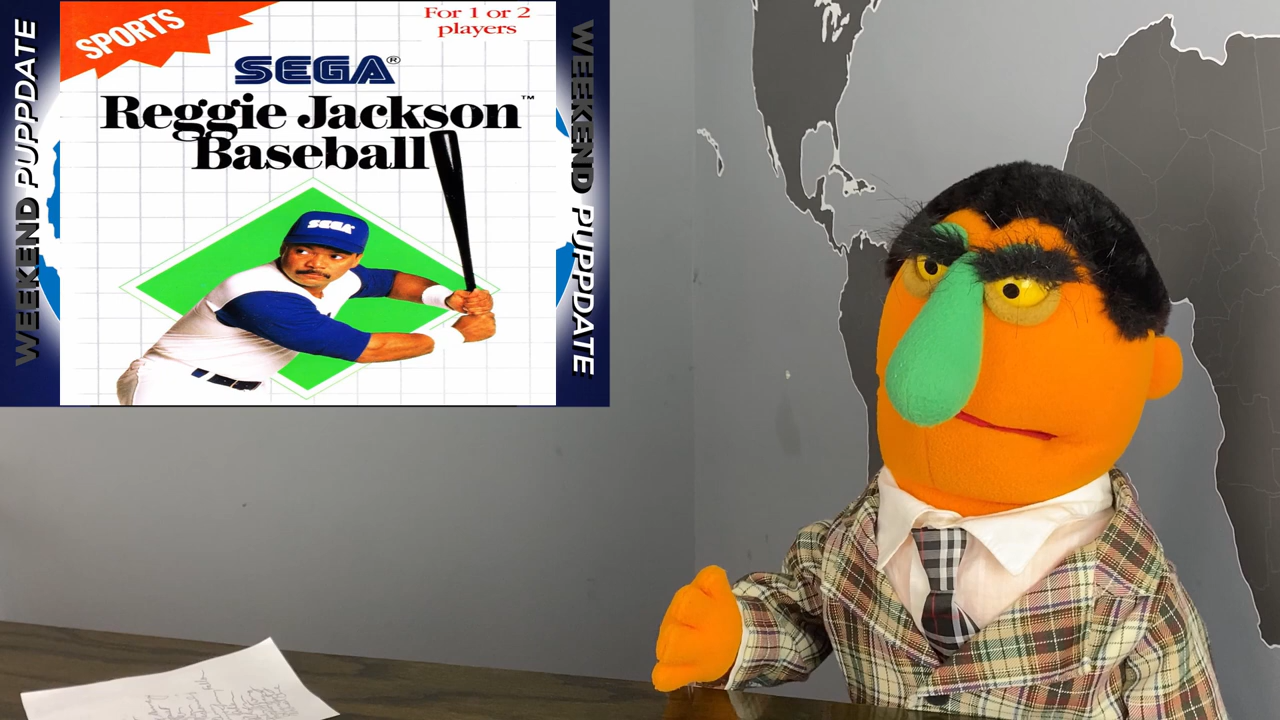 WEEKEND PUPPDATE
SPORTS
For 1 or 2
players
SEGA®
Reggie Jackson™
Baseball
SEGA
WEEKEND PUPPDATE